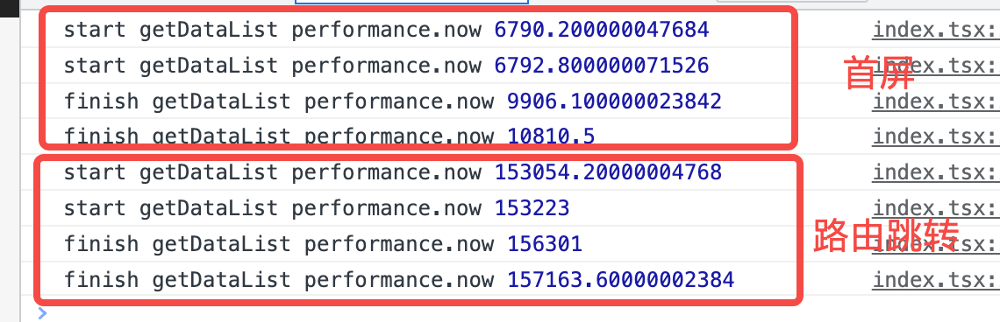 start getDataList performance.now 6790.200000047684 index.tsx:
start getDataList performance.now 6792.800000071526 index.tsx:
首屏
finish getDataList performance.now 9906.100000023842 index.tsx:
finish getDataList performance.now 10810.5 index.tsx:
start getDataList performance.now 153054.20000004768 index.tsx:
start getDataList performance.now 153223 index.tsx:
路由跳转
finish getDataList performance.now 156301 index.tsx:
finish getDataList performance.now 157163.60000002384 index.tsx: